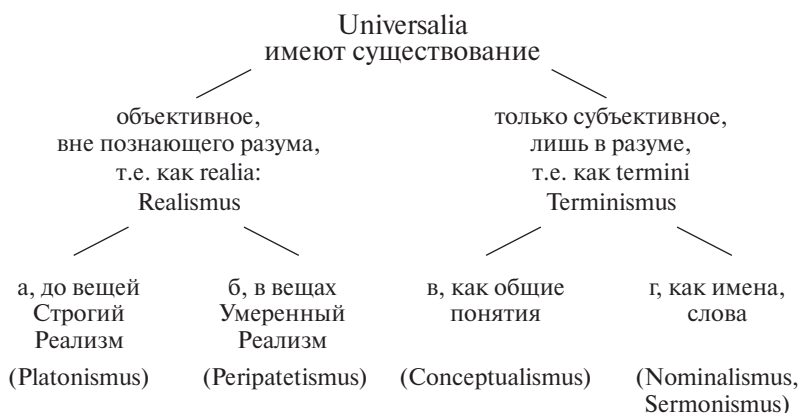 Universalia
имеют существование
объективное,
вне познающего разума,
т.е. как realia:
Realismus
только субъективное,
лишь в разуме,
т.е. как termini
Terminismus
а, до вещей
Строгий
Реализм
(Platonismus)
б, в вещах
Умеренный
Реализм
(Peripatetismus)
в, как общие
понятия
(Conceptualismus)
г, как имена,
слова
(Nominalismus,
Sermonismus)